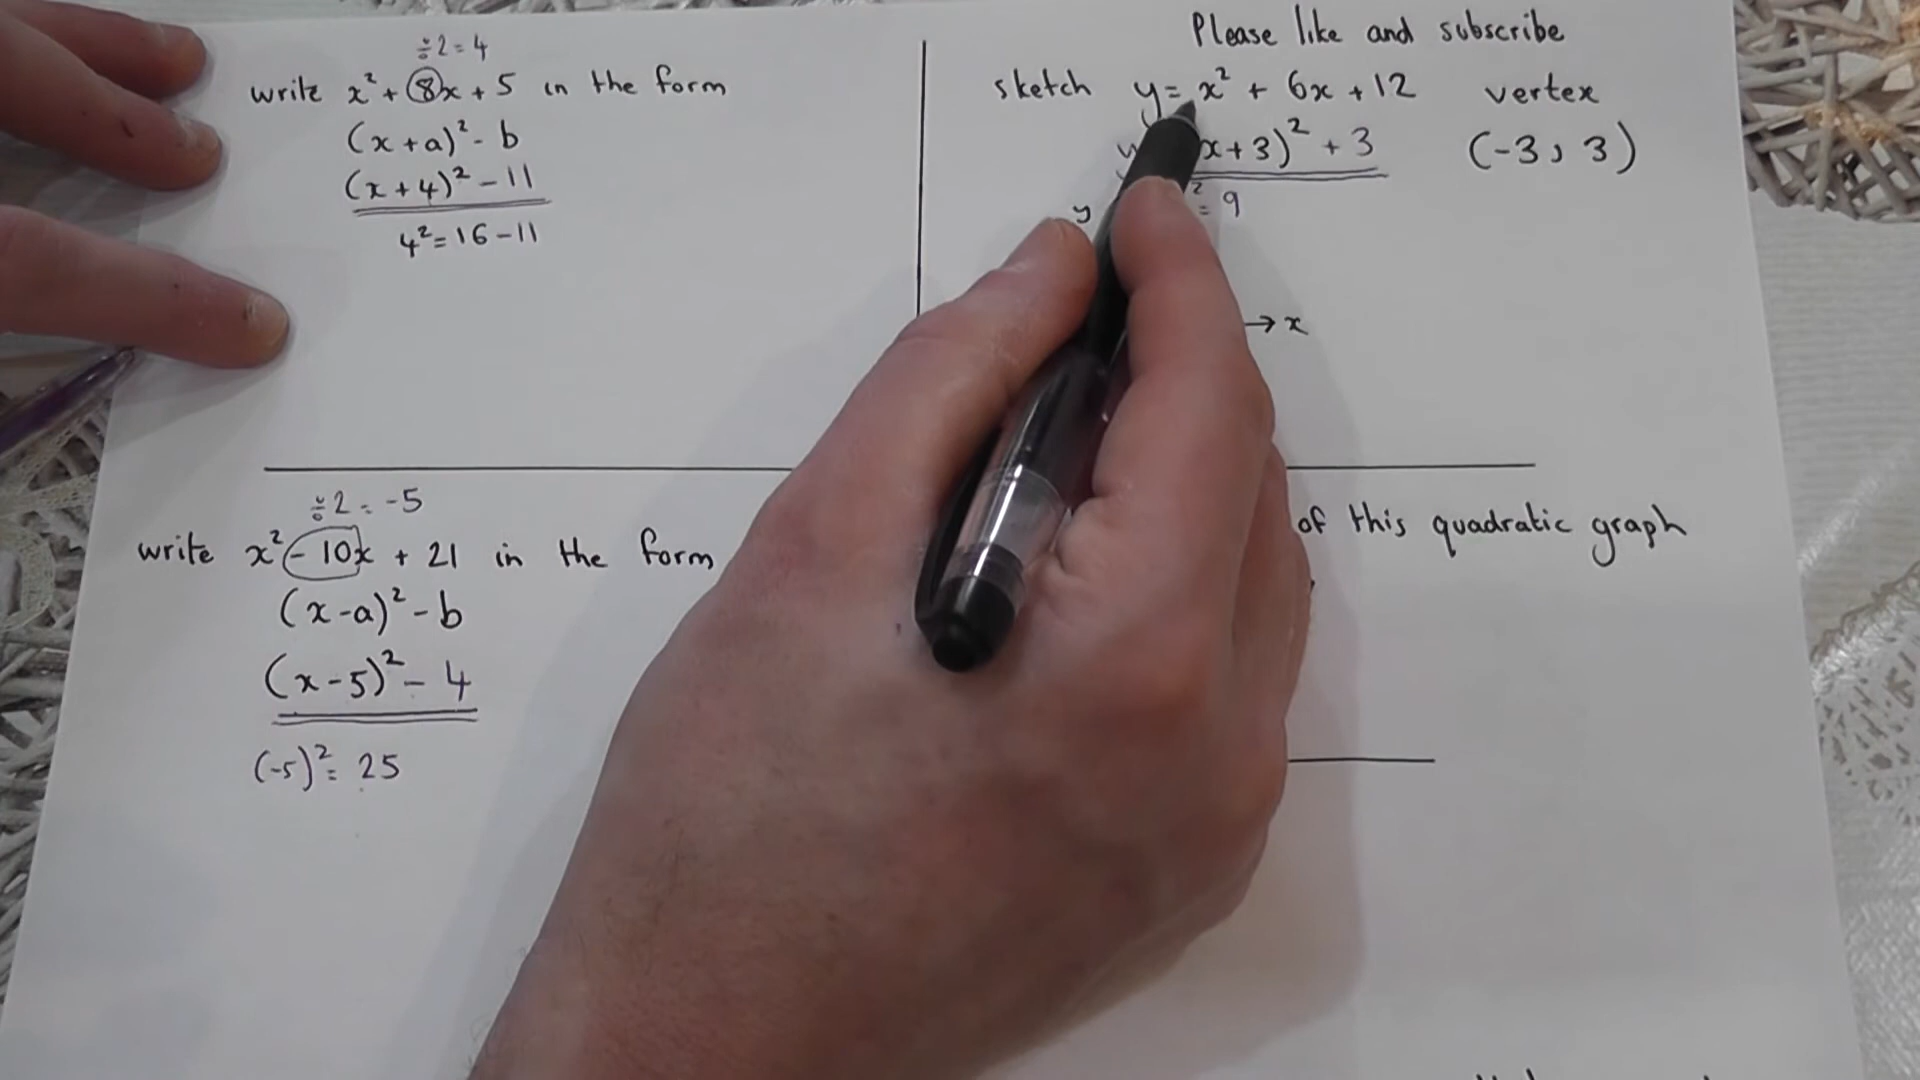 ÷2=4
write x² + 8x + 5 in the form
(x+a)² - b
(x+4)² - 11
4² = 16 - 11
Please like and subscribe
sketch y = x² + 6x + 12 vertex
x+3)² + 3 (-3, 3)
² = 9
y
→ x
÷2 = -5
write x² - 10x + 21 in the form
(x-a)² - b
(x-5)² - 4
(-5)² = 25
of this quadratic graph